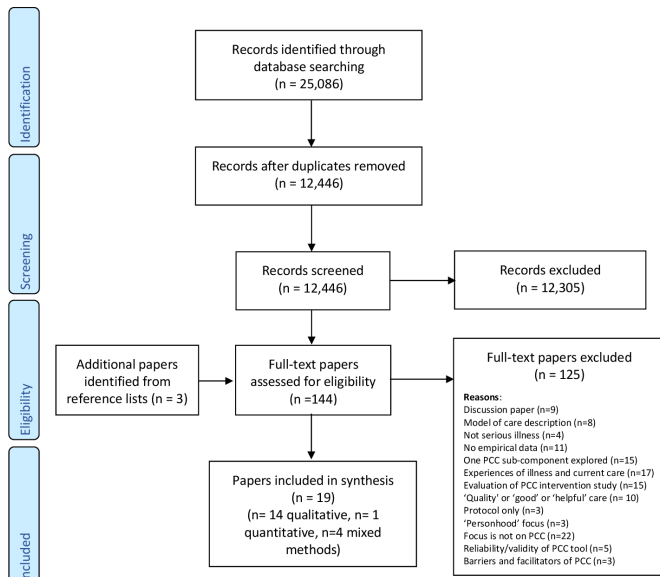 Identification
Records identified through
database searching
(n = 25,086)
Screening
Records after duplicates removed
(n = 12,446)
Records screened
(n = 12,446)
Records excluded
(n = 12,305)
Eligibility
Additional papers
identified from
reference lists (n = 3)
Full-text papers
assessed for eligibility
(n =144)
Full-text papers excluded
(n = 125)
Reasons:
Discussion paper (n=9)
Model of care description (n=8)
Not serious illness (n=4)
No empirical data (n=11)
One PCC sub-component explored (n=15)
Experiences of illness and current care (n=17)
Evaluation of PCC intervention study (n=15)
‘Quality’ or ‘good’ or ‘helpful’ care (n= 10)
Protocol only (n=3)
‘Personhood’ focus (n=3)
Focus is not on PCC (n=22)
Reliability/validity of PCC tool (n=5)
Barriers and facilitators of PCC (n=3)
Included
Papers included in synthesis
(n = 19)
(n= 14 qualitative, n= 1
quantitative, n=4 mixed
methods)